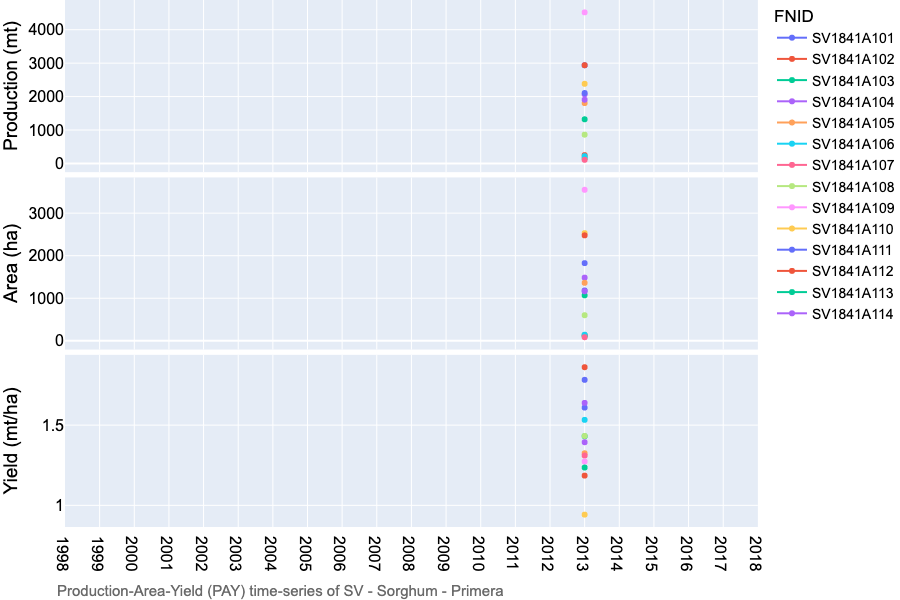 Production (mt)
4000
3000
2000
1000
0
Area (ha)
3000
2000
1000
0
Yield (mt/ha)
1.5
1
1998
1999
2000
2001
2002
2003
2004
2005
2006
2007
2008
2009
2010
2011
2012
2013
2014
2015
2016
2017
2018
FNID
SV1841A101
SV1841A102
SV1841A103
SV1841A104
SV1841A105
SV1841A106
SV1841A107
SV1841A108
SV1841A109
SV1841A110
SV1841A111
SV1841A112
SV1841A113
SV1841A114
Production-Area-Yield (PAY) time-series of SV - Sorghum - Primera